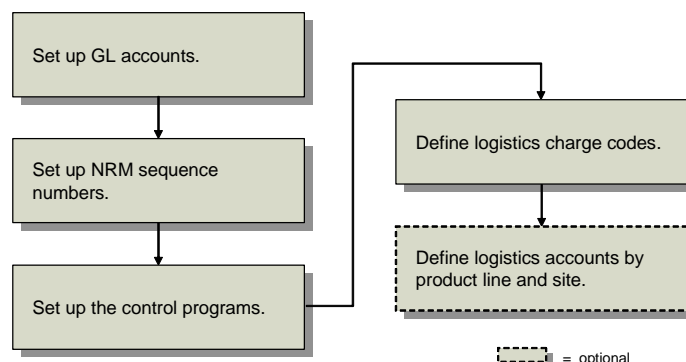 Set up GL accounts.
Set up NRM sequence
numbers.
Set up the control programs.
Define logistics charge codes.
Define logistics accounts by
product line and site.
= optional